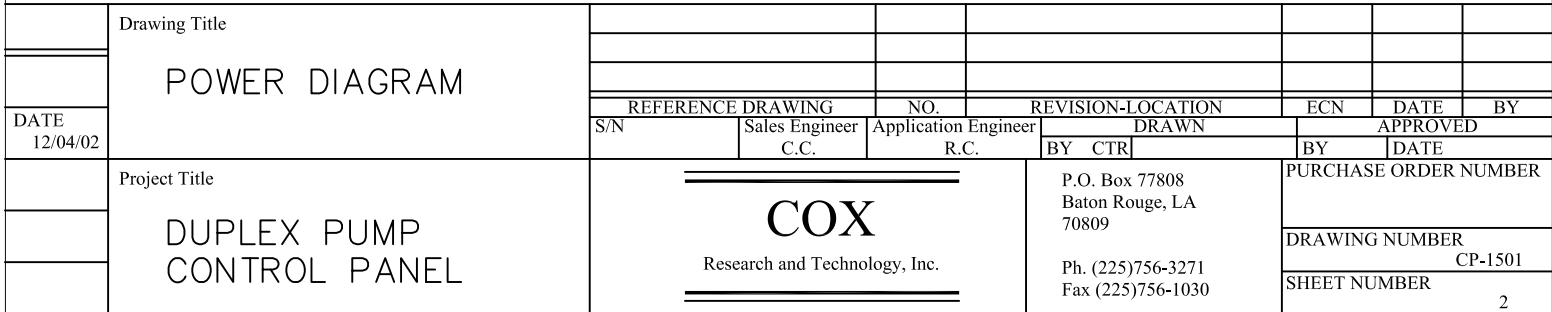 Drawing Title
POWER DIAGRAM
DATE
12/04/02
Project Title
DUPLEX PUMP
CONTROL PANEL
REFERENCE DRAWING NO. REVISION-LOCATION ECN DATE BY
S/N Sales Engineer Application Engineer DRAWN APPROVED
C.C. R.C. BY CTR BY DATE
COX
Research and Technology, Inc.
P.O. Box 77808
Baton Rouge, LA
70809
Ph. (225)756-3271
Fax (225)756-1030
PURCHASE ORDER NUMBER
DRAWING NUMBER
CP-1501
SHEET NUMBER
2